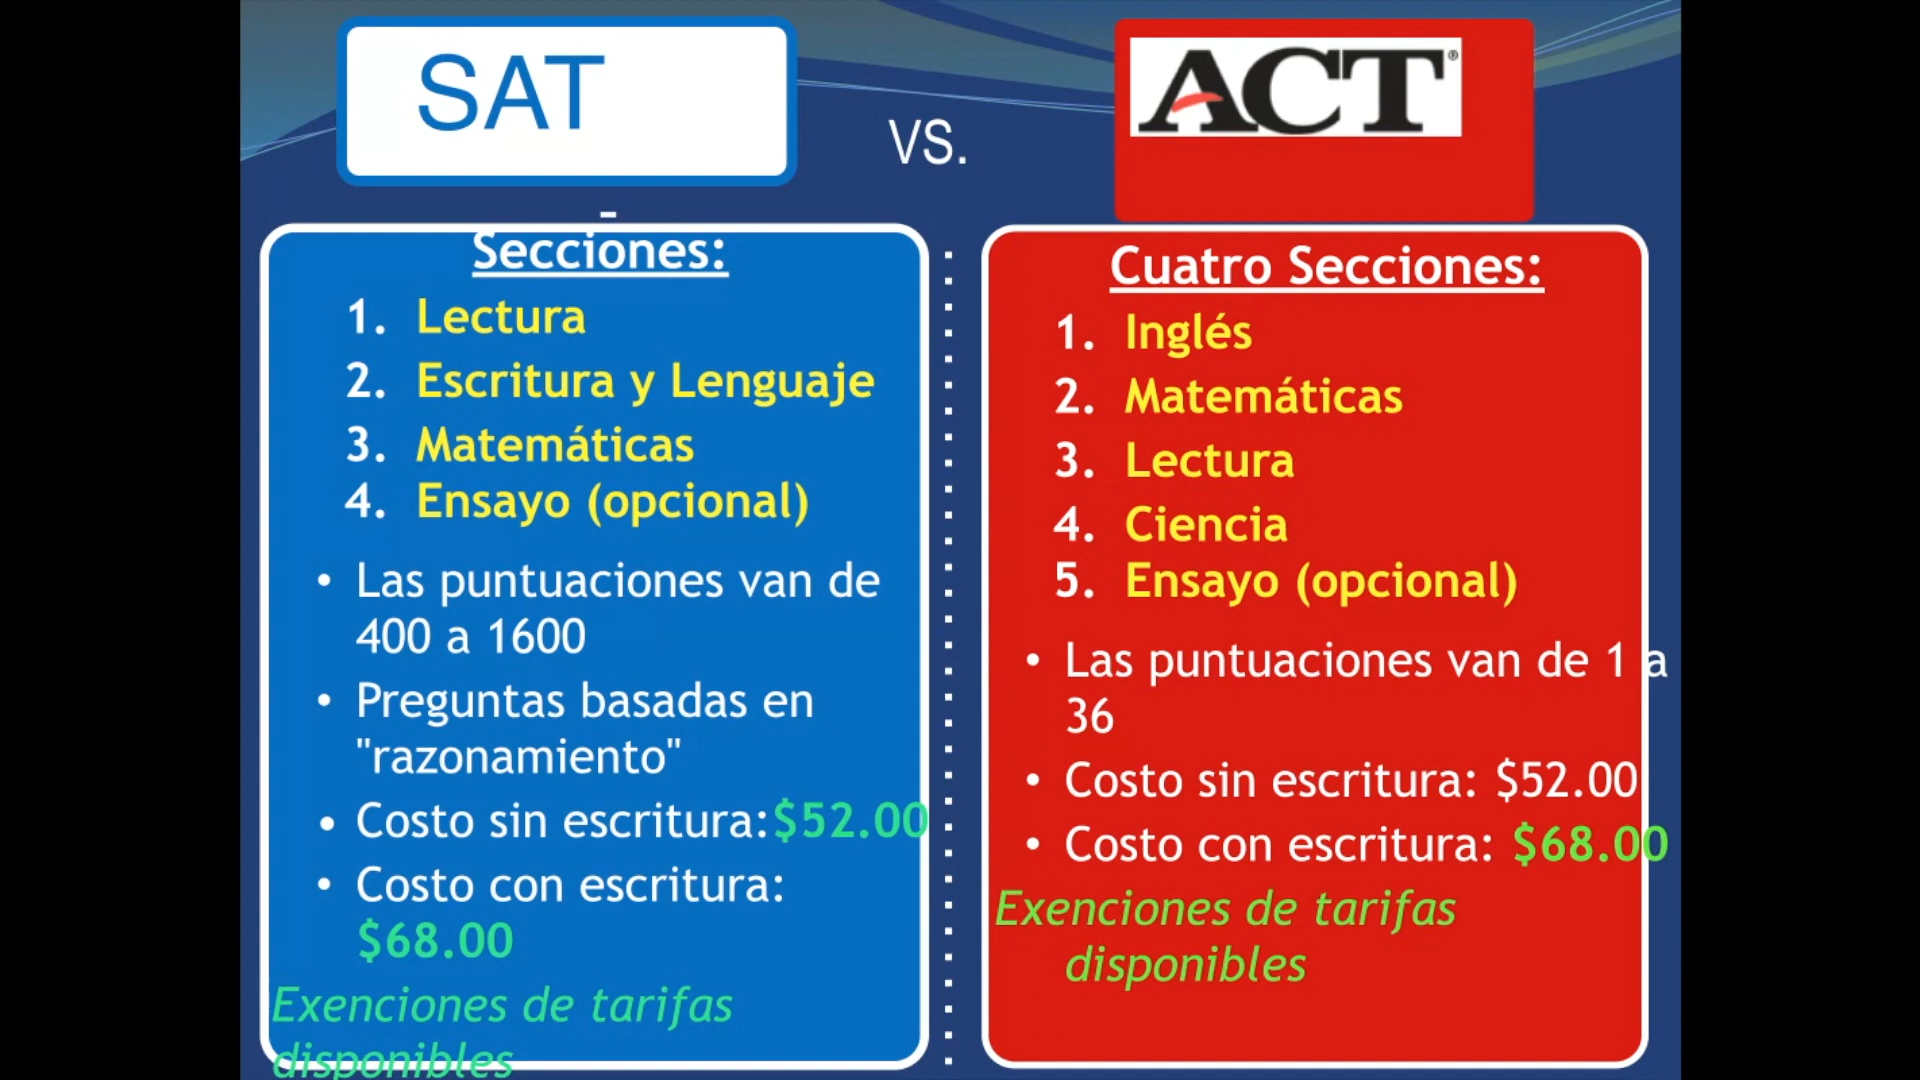 SAT
VS.
ACT®
Secciones:
1. Lectura
2. Escritura y Lenguaje
3. Matemáticas
4. Ensayo (opcional)
• Las puntuaciones van de
400 a 1600
• Preguntas basadas en
"razonamiento"
• Costo sin escritura:$52.00
• Costo con escritura:
$68.00
Exenciones de tarifas
disponibles
Cuatro Secciones:
1. Inglés
2. Matemáticas
3. Lectura
4. Ciencia
5. Ensayo (opcional)
• Las puntuaciones van de 1 a
36
• Costo sin escritura: $52.00
• Costo con escritura: $68.00
Exenciones de tarifas
disponibles